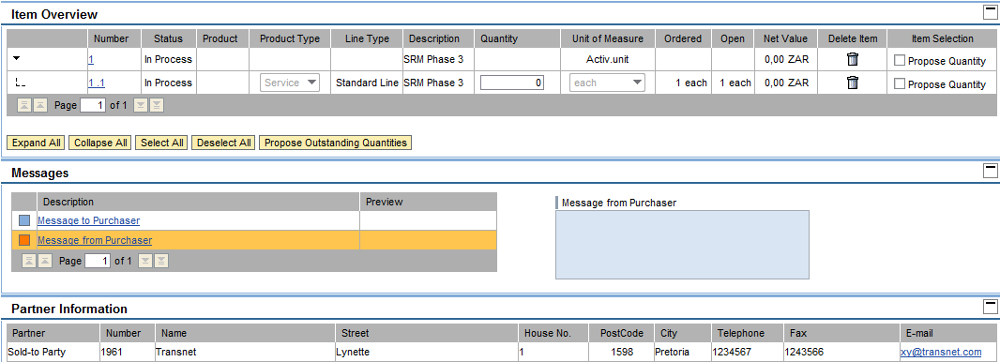 Item Overview
Number Status Product Product Type Line Type Description Quantity Unit of Measure Ordered Open Net Value Delete Item Item Selection
1 In Process SRM Phase 3 Activ.unit 0,00 ZAR Propose Quantity
1 .1 In Process Service Standard Line SRM Phase 3 0 each 1 each 1 each 0,00 ZAR Propose Quantity
Page 1 of 1
Expand All Collapse All Select All Deselect All Propose Outstanding Quantities
Messages
Description Preview
Message to Purchaser
Message from Purchaser
Page 1 of 1
Message from Purchaser
Partner Information
Partner Number Name Street House No. PostCode City Telephone Fax E-mail
Sold-to Party 1961 Transnet Lynette 1 1598 Pretoria 1234567 1243566 xy@transnet.com